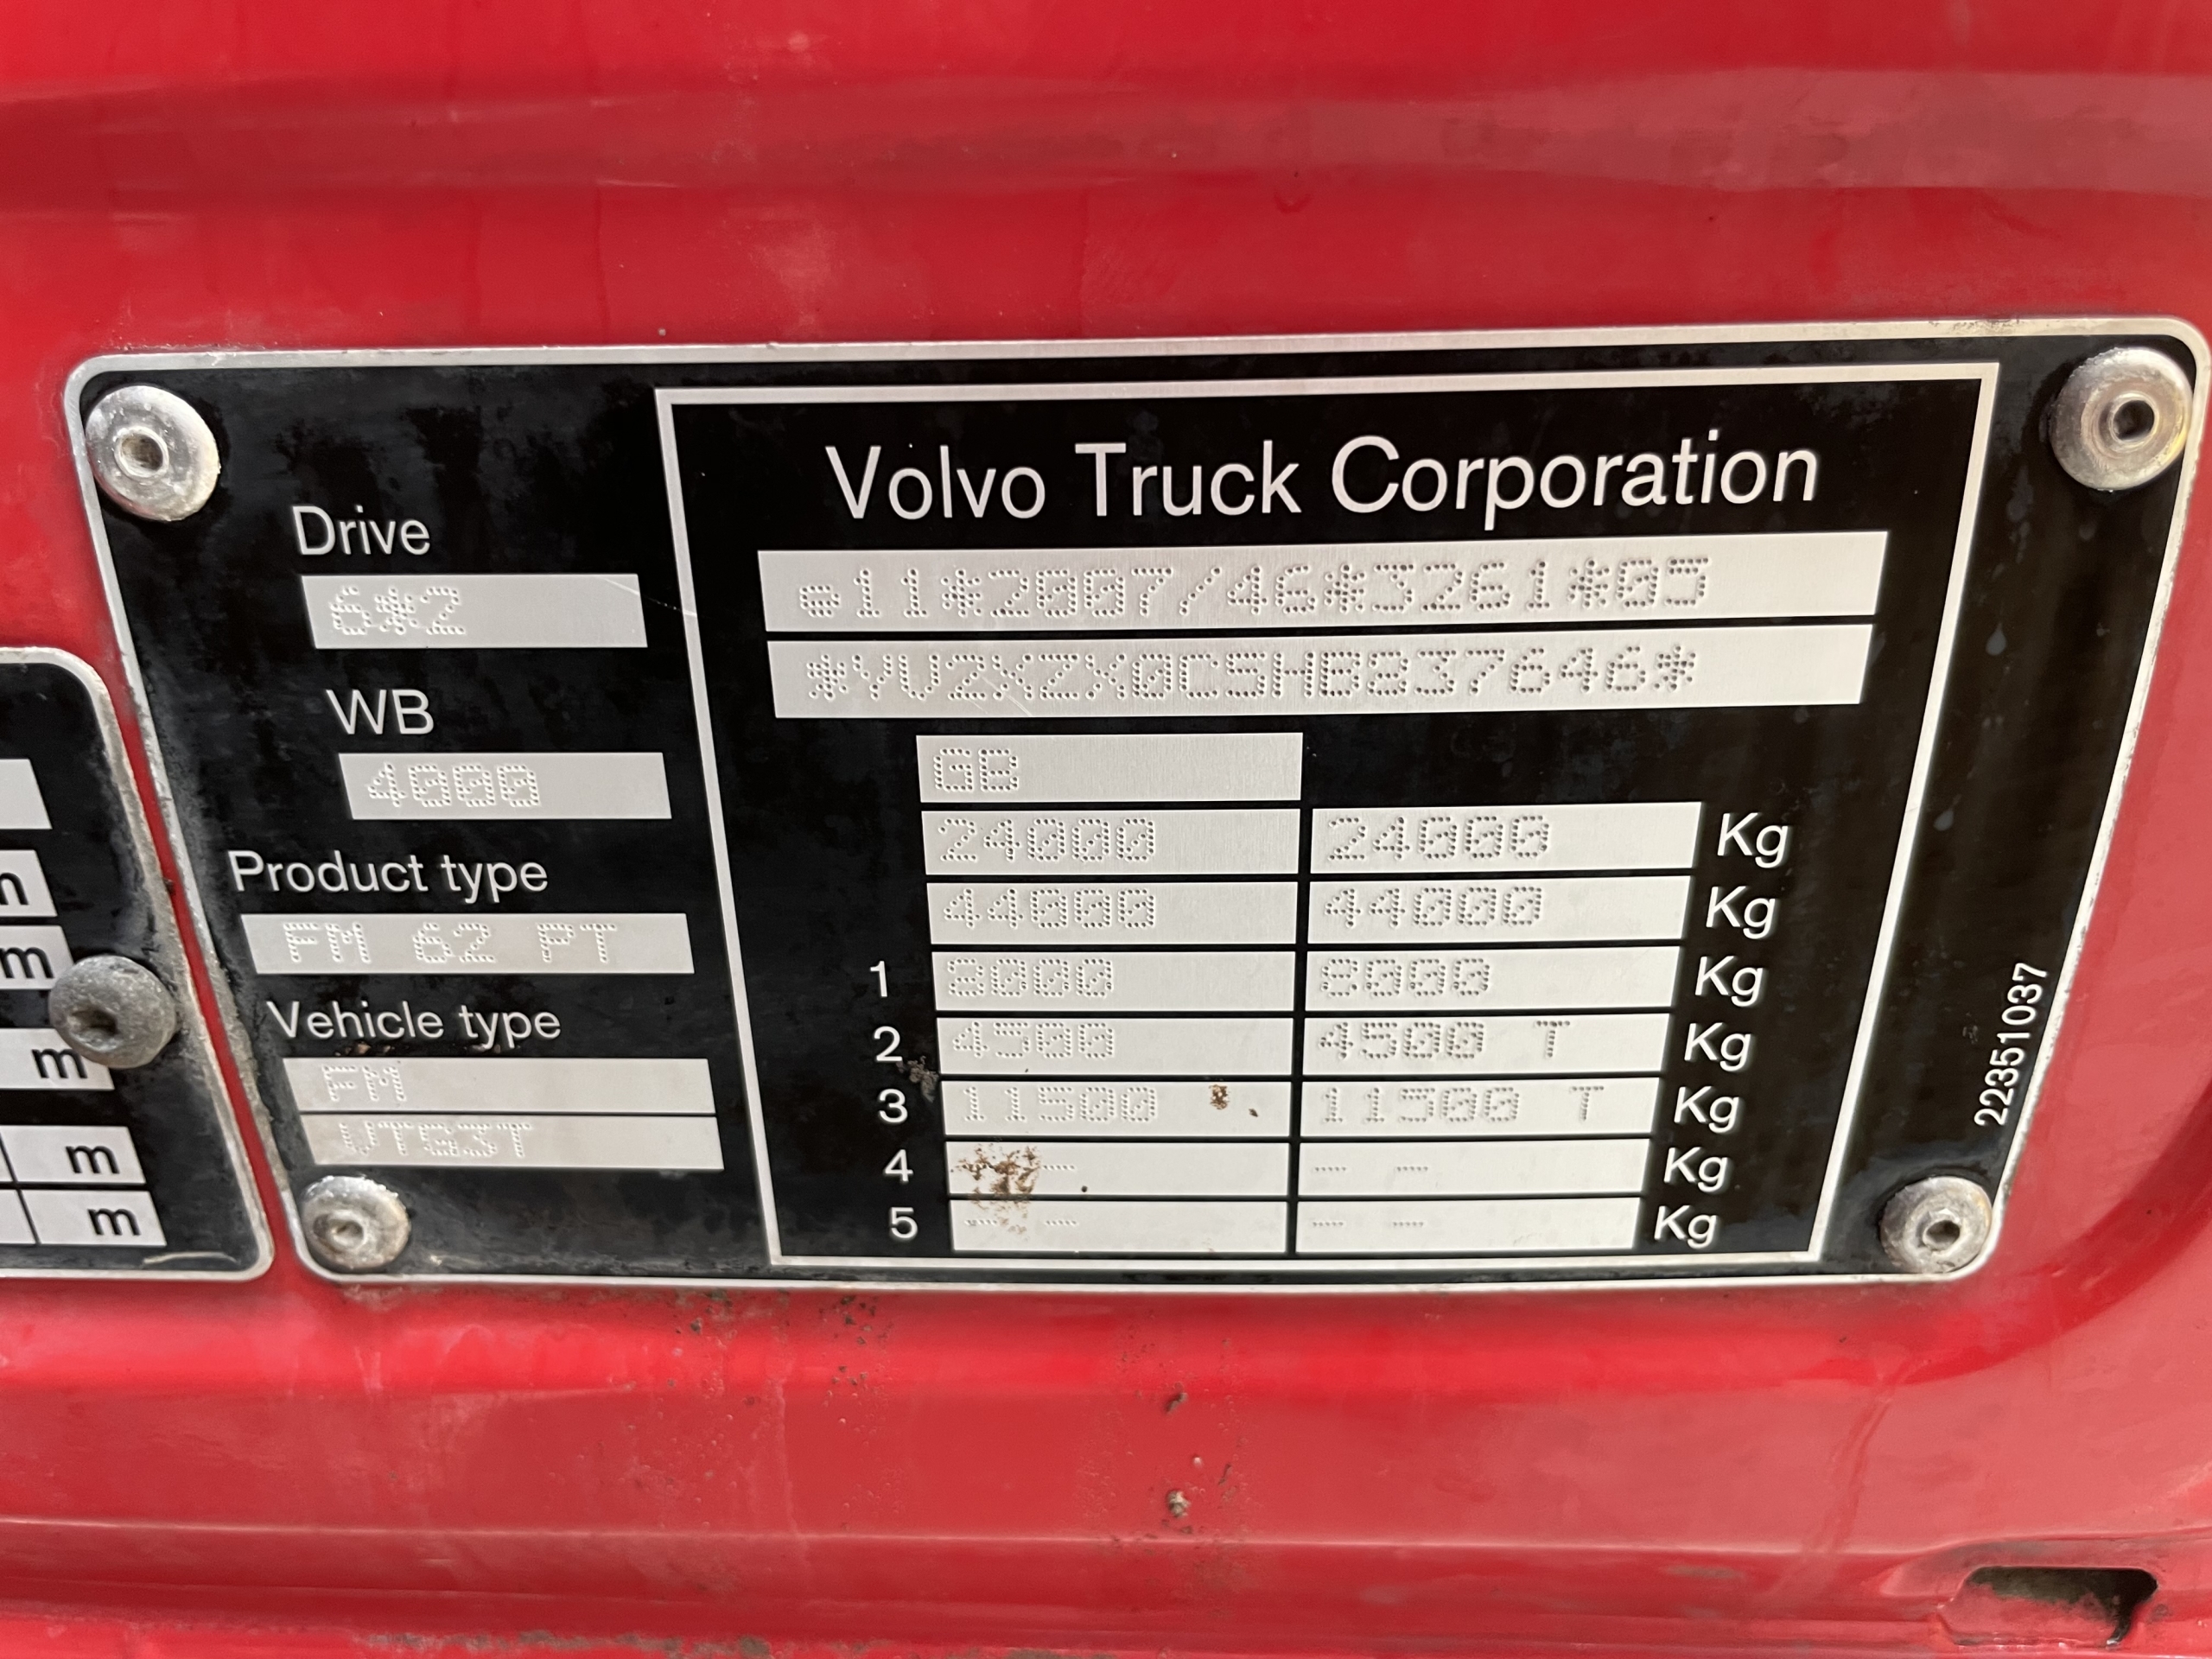 Volvo Truck Corporation
e11*2007/46*3261*03
*YV2XZX0C5HB837646*
Drive
6*2
WB
4000
Product type
FM 62 PT
Vehicle type
FM
VTG3T
GB
24000 24000 Kg
44000 44000 Kg
1 8000 8000 Kg
2 4500 4500 T Kg
3 11500 11500 T Kg
4 -- -- -- Kg
5 -- -- -- -- Kg
22351037
m
m
m
m
m